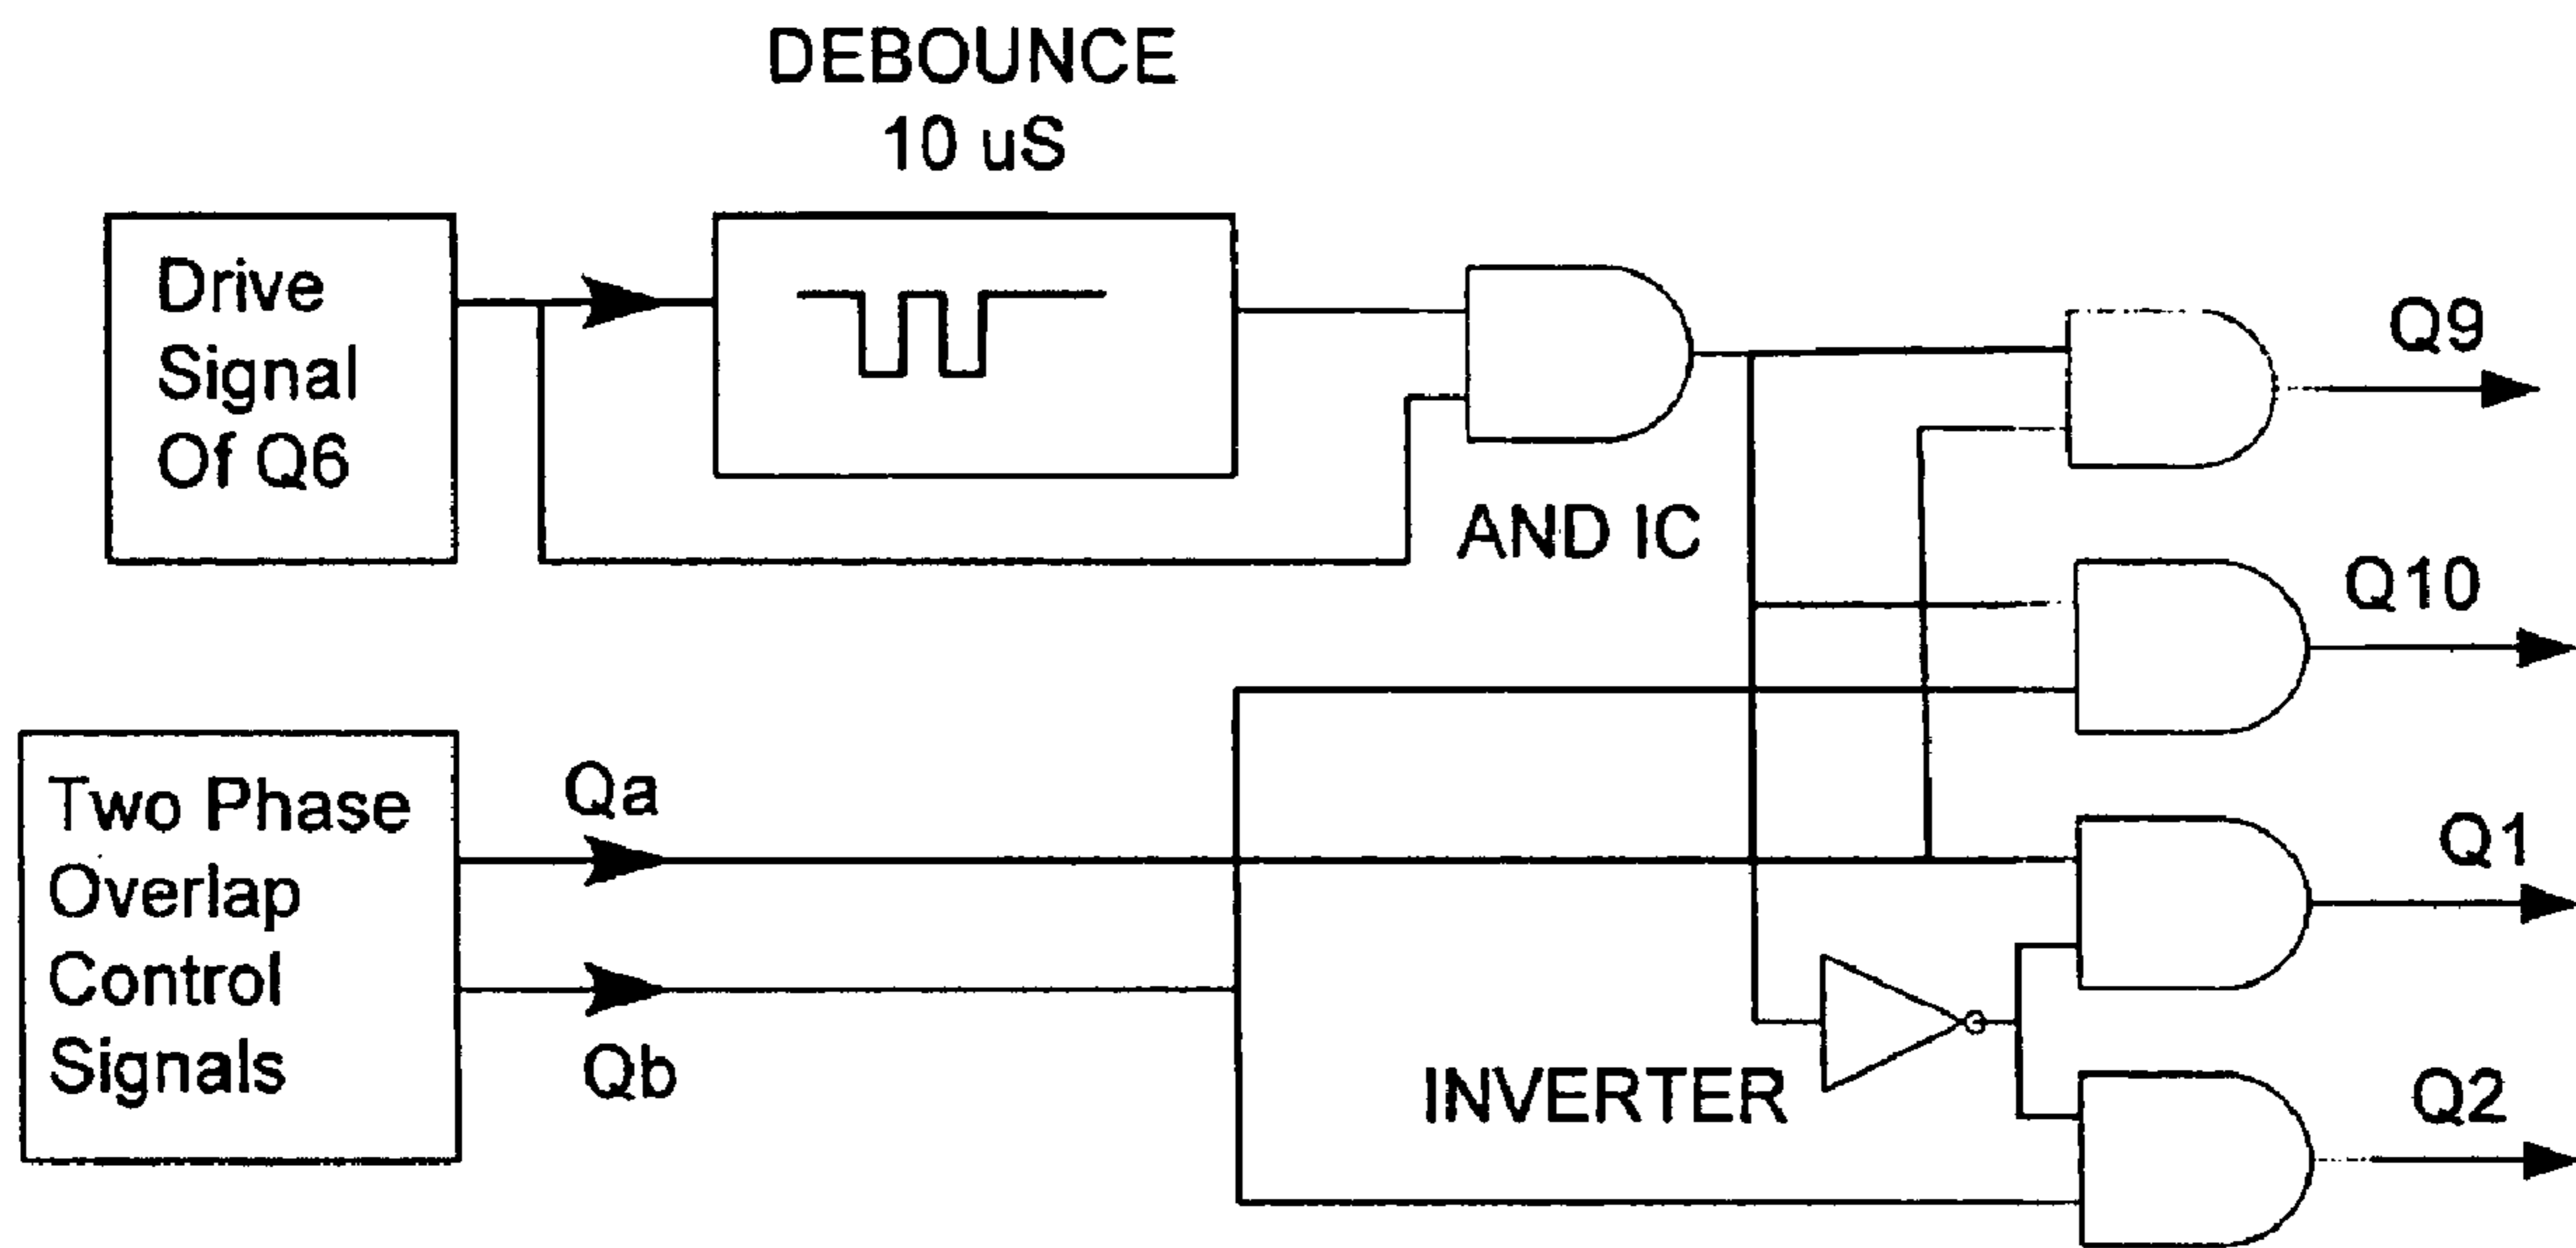 DEBOUNCE
10 uS
Drive
Signal
Of Q6
Q9
AND IC
Q10
Two Phase
Overlap
Control
Signals
Qa
Qb
Q1
INVERTER
Q2